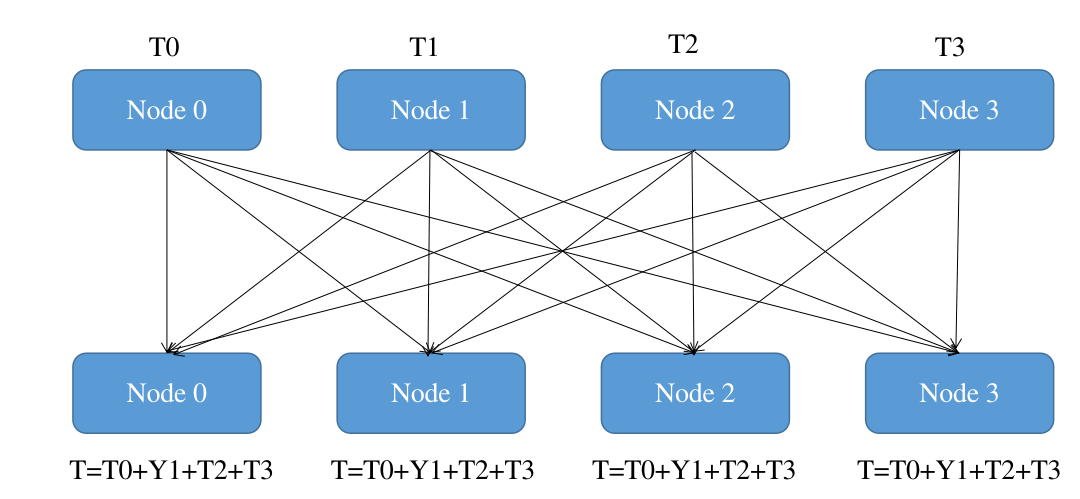 T0 T1 T2 T3
Node 0 Node 1 Node 2 Node 3
Node 0 Node 1 Node 2 Node 3
T=T0+Y1+T2+T3 T=T0+Y1+T2+T3 T=T0+Y1+T2+T3 T=T0+Y1+T2+T3